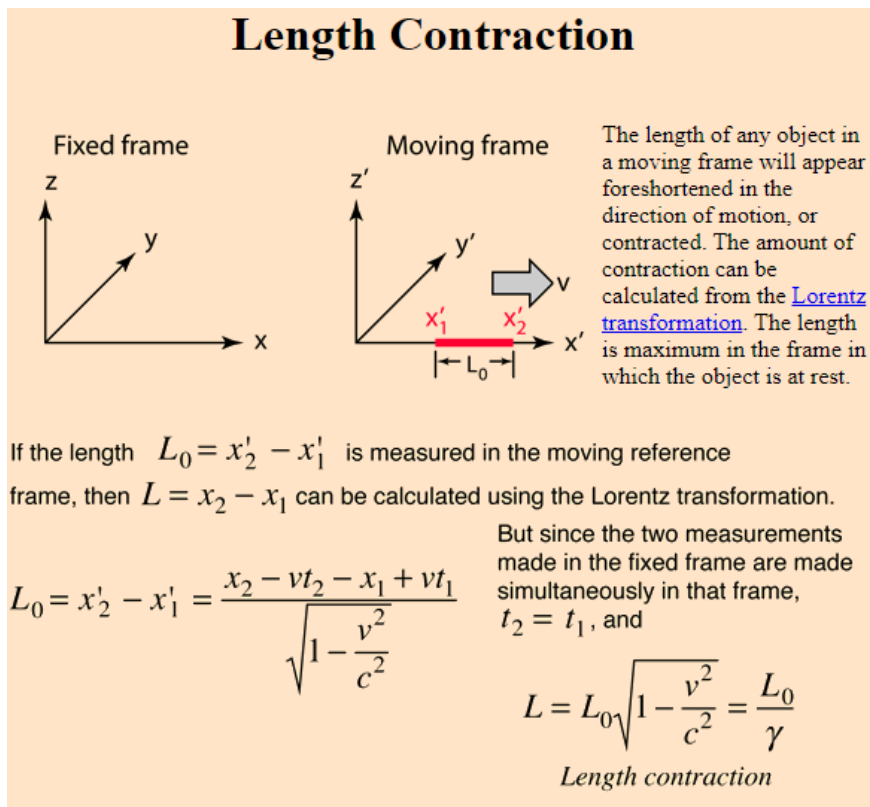 Length Contraction
Fixed frame
z
y
x
Moving frame
z′
y′
v
x′₁ x′₂
x′
L₀
The length of any object in
a moving frame will appear
foreshortened in the
direction of motion, or
contracted. The amount of
contraction can be
calculated from the Lorentz
transformation. The length
is maximum in the frame in
which the object is at rest.
If the length L₀ = x′₂ − x′₁ is measured in the moving reference
frame, then L = x₂ − x₁ can be calculated using the Lorentz transformation.
L₀ = x′₂ − x′₁ = (x₂ − vt₂ − x₁ + vt₁) / √(1 − v²/c²)
But since the two measurements
made in the fixed frame are made
simultaneously in that frame,
t₂ = t₁, and
L = L₀√(1 − v²/c²) = L₀/γ
Length contraction